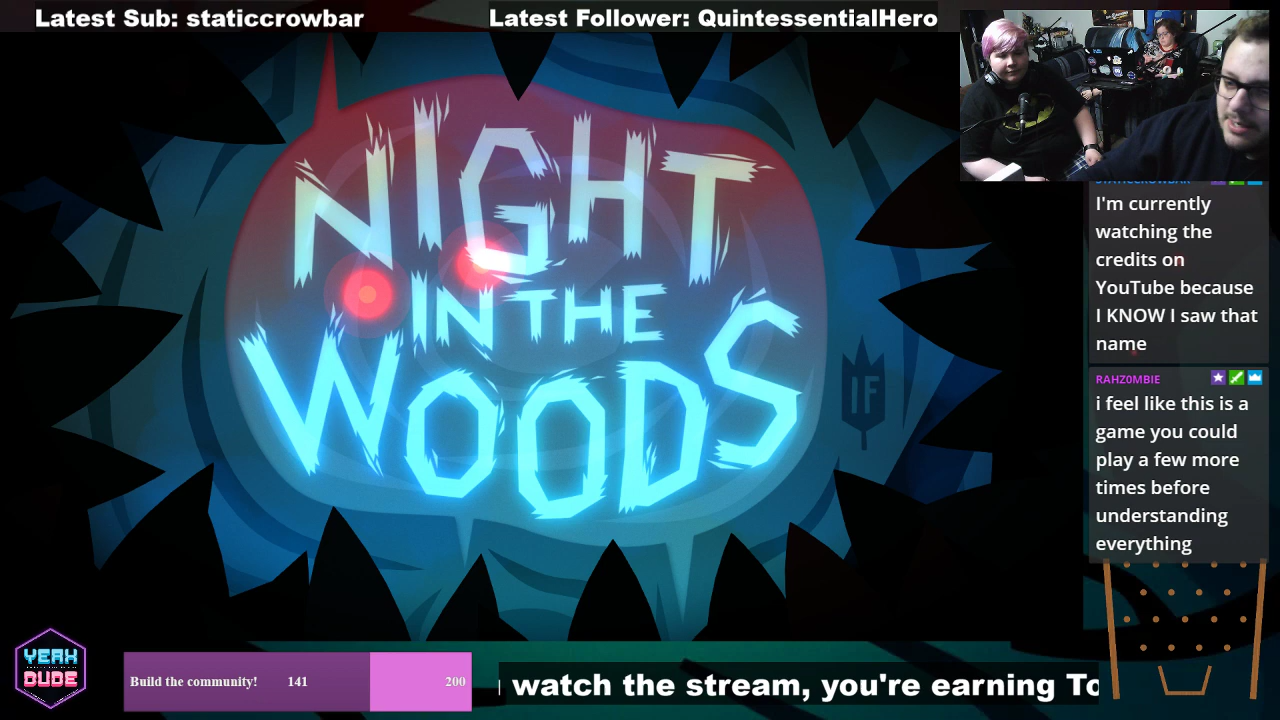 Latest Sub: staticcrowbar
Latest Follower: QuintessentialHero
NIGHT
IN THE
WOODS
IF
STATICCROWBAR
I'm currently
watching the
credits on
YouTube because
I KNOW I saw that
name
RAHZ0MBIE
i feel like this is a
game you could
play a few more
times before
understanding
everything
YEAH
DUDE
Build the community! 141 200
watch the stream, you're earning To